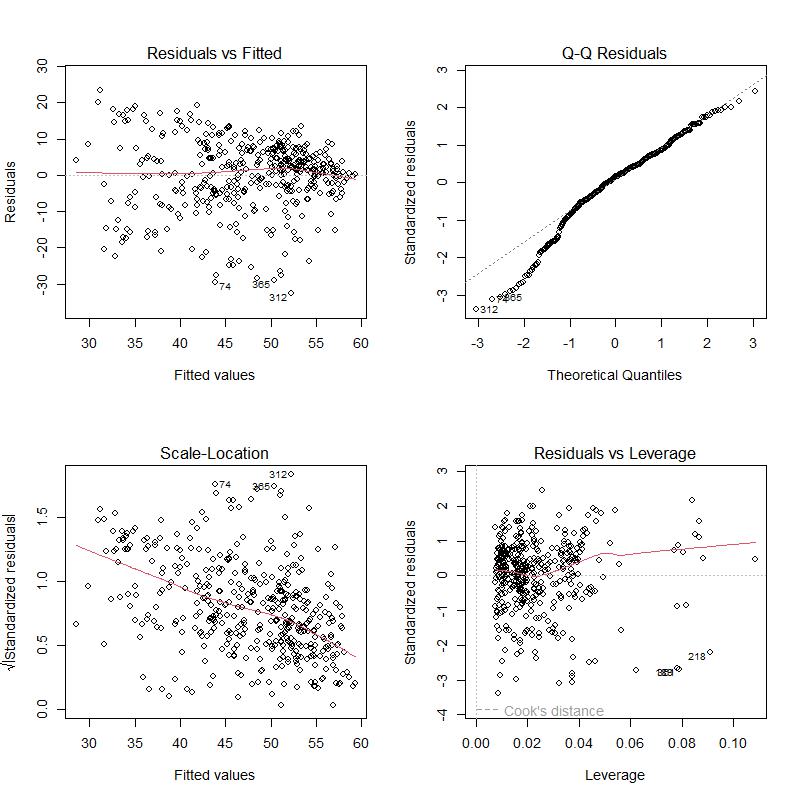 Residuals vs Fitted
Residuals
30
20
10
0
-10
-20
-30
74
365
312
30 35 40 45 50 55 60
Fitted values
Q-Q Residuals
Standardized residuals
3
2
1
0
-1
-2
-3
365
312
-3 -2 -1 0 1 2 3
Theoretical Quantiles
Scale-Location
√|Standardized residuals|
1.5
1.0
0.5
0.0
312
74
365
30 35 40 45 50 55 60
Fitted values
Residuals vs Leverage
Standardized residuals
3
2
1
0
-1
-2
-3
-4
218
Cook's distance
0.00 0.02 0.04 0.06 0.08 0.10
Leverage